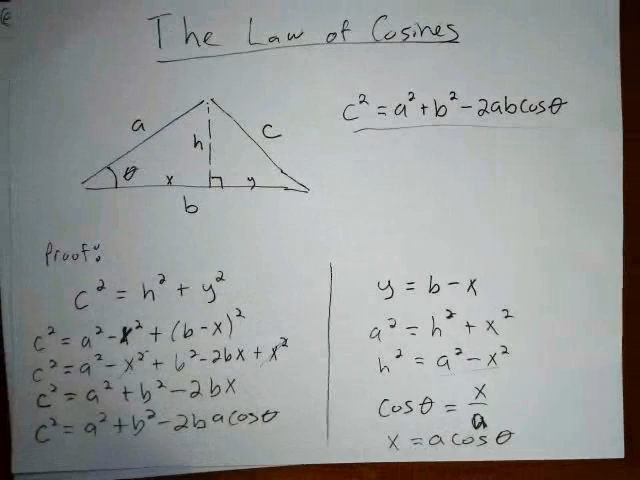 The Law of Cosines
c² = a² + b² - 2abcosθ
a
c
h
θ
x
y
b
Proof:
c² = h² + y²
c² = a² - x² + (b-x)²
c² = a² - x² + b² - 2bx + x²
c² = a² + b² - 2bx
c² = a² + b² - 2bacosθ
y = b - x
a² = h² + x²
h² = a² - x²
cosθ = x/a
x = acosθ